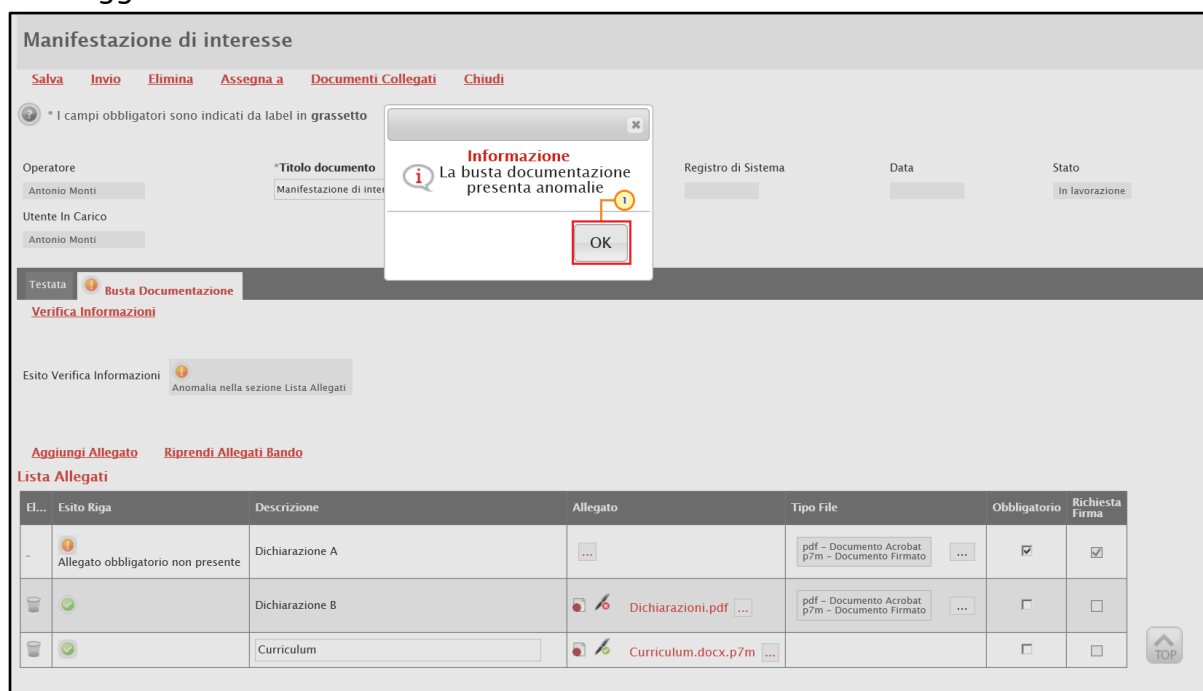 Manifestazione di interesse
Salva Invio Elimina Assegna a Documenti Collegati Chiudi
* I campi obbligatori sono indicati da label in grassetto
Informazione
La busta documentazione
presenta anomalie
1
OK
Operatore *Titolo documento Registro di Sistema Data Stato
Antonio Monti Manifestazione di inter In lavorazione
Utente In Carico
Antonio Monti
Testata Busta Documentazione
Verifica Informazioni
Esito Verifica Informazioni
Anomalia nella sezione Lista Allegati
Aggiungi Allegato Riprendi Allegati Bando
Lista Allegati
El... Esito Riga Descrizione Allegato Tipo File Obbligatorio Richiesta Firma
Allegato obbligatorio non presente Dichiarazione A ... pdf - Documento Acrobat
p7m - Documento Firmato ...
Dichiarazione B Dichiarazioni.pdf ... pdf - Documento Acrobat
p7m - Documento Firmato ...
Curriculum Curriculum.docx.p7m ...
TOP